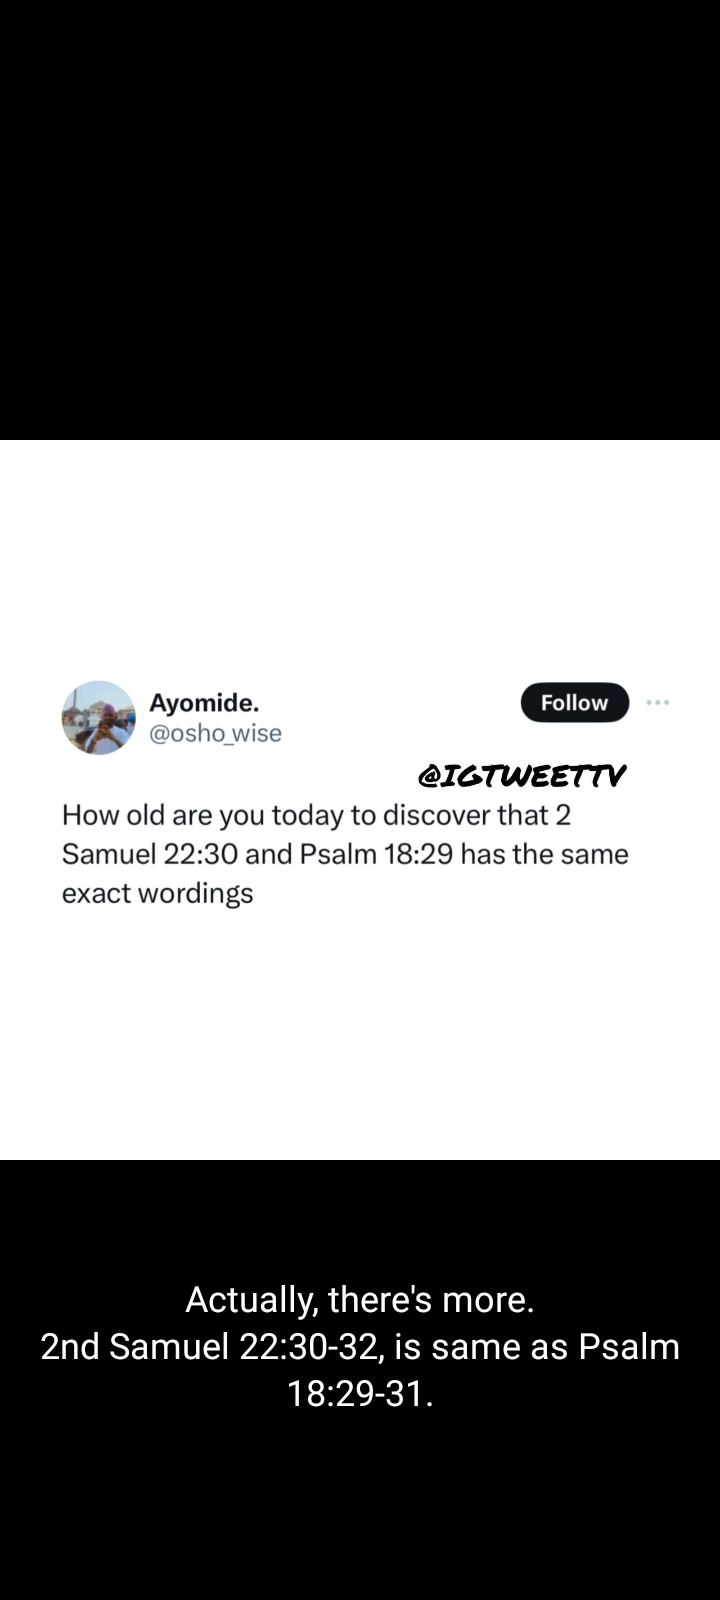 Ayomide.
Follow
@osho_wise
@IGTWEETTV
How old are you today to discover that 2
Samuel 22:30 and Psalm 18:29 has the same
exact wordings
Actually, there's more.
2nd Samuel 22:30-32, is same as Psalm
18:29-31.